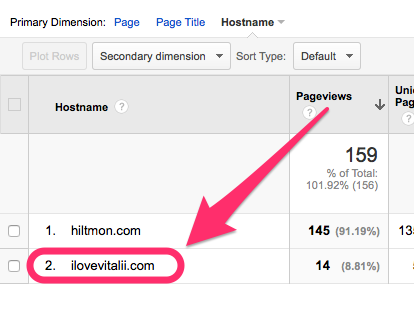 Primary Dimension: Page Page Title Hostname
Plot Rows Secondary dimension Sort Type: Default
Hostname ? Pageviews ? Uni Pag ?
159
% of Total:
101.92% (156)
1. hiltmon.com 145 (91.19%) 135
2. ilovevitalii.com 14 (8.81%)